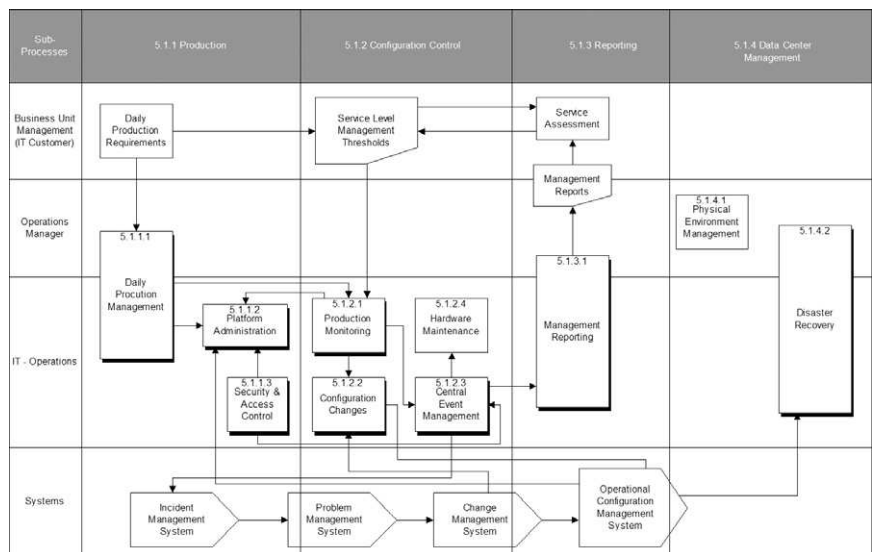 Sub-
Processes
5.1.1 Production
5.1.2 Configuration Control
5.1.3 Reporting
5.1.4 Data Center
Management
Business Unit
Management
(IT Customer)
Daily
Production
Requirements
Service Level
Management
Thresholds
Service
Assessment
Management
Reports
Operations
Manager
5.1.1.1
Daily
Procution
Management
5.1.4.1
Physical
Environment
Management
5.1.4.2
Disaster
Recovery
5.1.3.1
Management
Reporting
IT - Operations
5.1.1.2
Platform
Administration
5.1.2.1
Production
Monitoring
5.1.2.4
Hardware
Maintenance
5.1.1.3
Security &
Access
Control
5.1.2.2
Configuration
Changes
5.1.2.3
Central
Event
Management
Systems
Incident
Management
System
Problem
Management
System
Change
Management
System
Operational
Configuration
Management
System